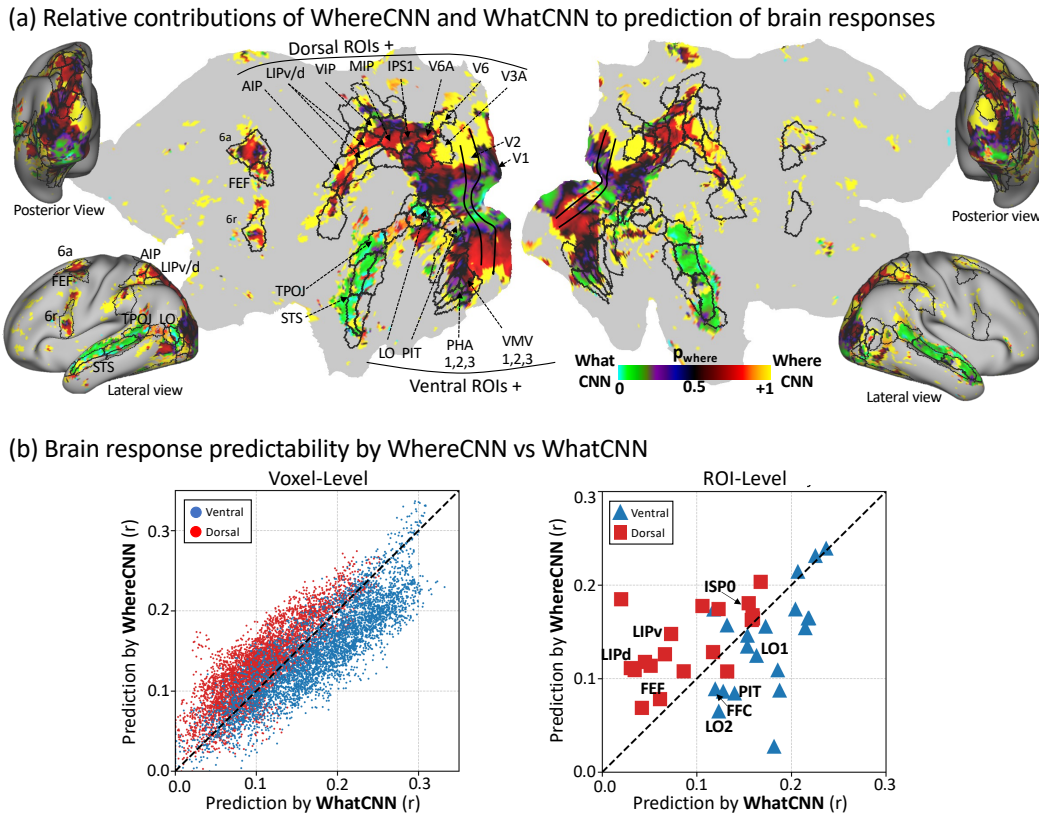 (a) Relative contributions of WhereCNN and WhatCNN to prediction of brain responses
Dorsal ROIs +
AIP LIPv/d VIP MIP IPS1 V6A V6 V3A
V2
V1
6a
FEF
6r
Posterior View
Posterior view
6a
AIP
LIPv/d
FEF
6r
TPOJ LO
STS
Lateral view
TPOJ
STS
LO PIT PHA 1,2,3 VMV 1,2,3
Ventral ROIs +
What CNN
p_where
Where CNN
0 0.5 +1
Lateral view
(b) Brain response predictability by WhereCNN vs WhatCNN
Voxel-Level
Ventral
Dorsal
Prediction by WhereCNN (r)
0.3
0.2
0.1
0.0
0.0 0.1 0.2 0.3
Prediction by WhatCNN (r)
ROI-Level
Ventral
Dorsal
Prediction by WhereCNN (r)
0.3
0.2
0.1
0.0
ISP0
LIPv
LIPd
LO1
FEF
PIT
FFC
LO2
0.0 0.1 0.2 0.3
Prediction by WhatCNN (r)